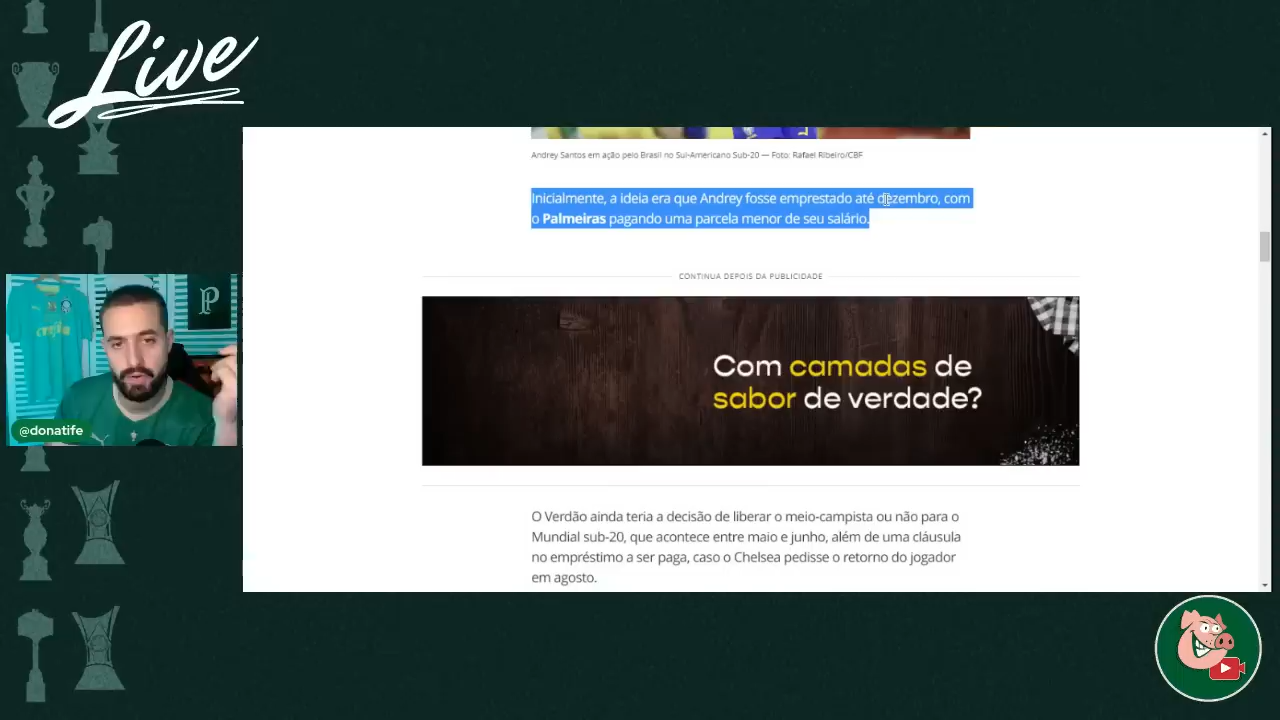 Live
Andrey Santos em ação pelo Brasil no Sul-Americano Sub-20 — Foto: Rafael Ribeiro/CBF
Inicialmente, a ideia era que Andrey fosse emprestado até dezembro, com
o Palmeiras pagando uma parcela menor de seu salário.
CONTINUA DEPOIS DA PUBLICIDADE
Com camadas de
sabor de verdade?
@donatife
O Verdão ainda teria a decisão de liberar o meio-campista ou não para o
Mundial sub-20, que acontece entre maio e junho, além de uma cláusula
no empréstimo a ser paga, caso o Chelsea pedisse o retorno do jogador
em agosto.